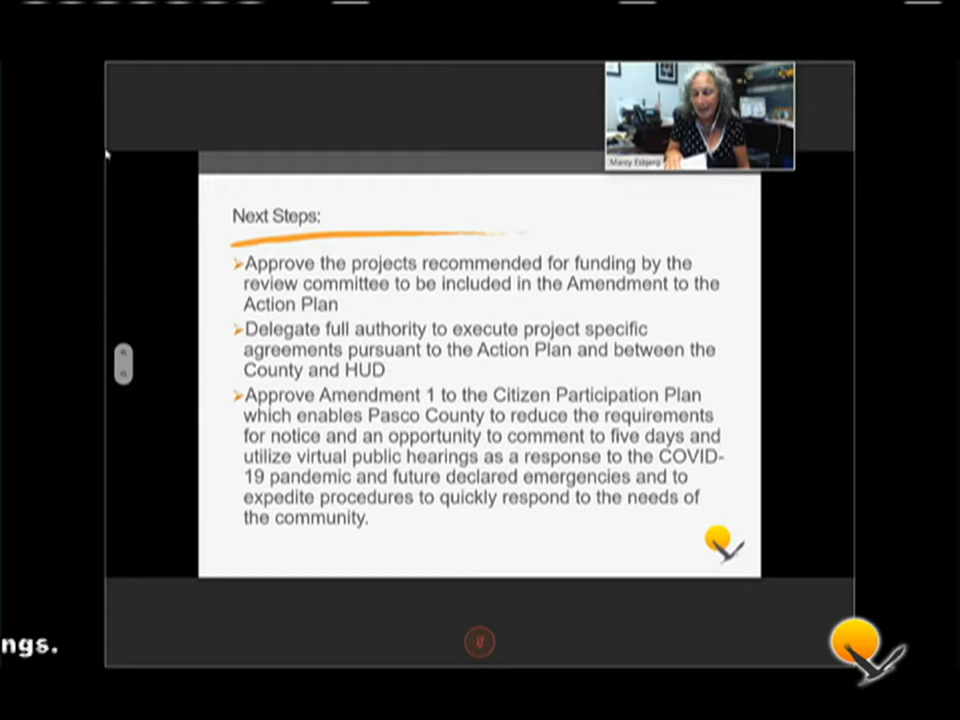 Marcy Esbjerg
Next Steps:
➢Approve the projects recommended for funding by the
review committee to be included in the Amendment to the
Action Plan
➢Delegate full authority to execute project specific
agreements pursuant to the Action Plan and between the
County and HUD
➢Approve Amendment 1 to the Citizen Participation Plan
which enables Pasco County to reduce the requirements
for notice and an opportunity to comment to five days and
utilize virtual public hearings as a response to the COVID-
19 pandemic and future declared emergencies and to
expedite procedures to quickly respond to the needs of
the community.
ngs.